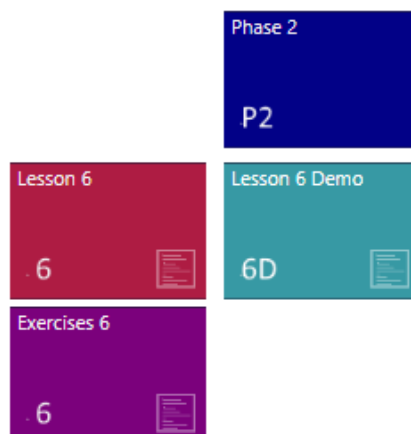 Phase 2
P2
Lesson 6
6
Lesson 6 Demo
6D
Exercises 6
6